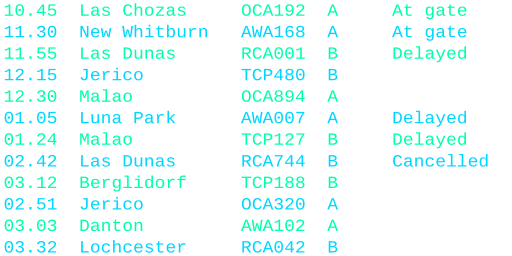 10.45 Las Chozas OCA192 A At gate
11.30 New Whitburn AWA168 A At gate
11.55 Las Dunas RCA001 B Delayed
12.15 Jerico TCP480 B
12.30 Malao OCA894 A
01.05 Luna Park AWA007 A Delayed
01.24 Malao TCP127 B Delayed
02.42 Las Dunas RCA744 B Cancelled
03.12 Berglidorf TCP188 B
02.51 Jerico OCA320 A
03.03 Danton AWA102 A
03.32 Lochcester RCA042 B